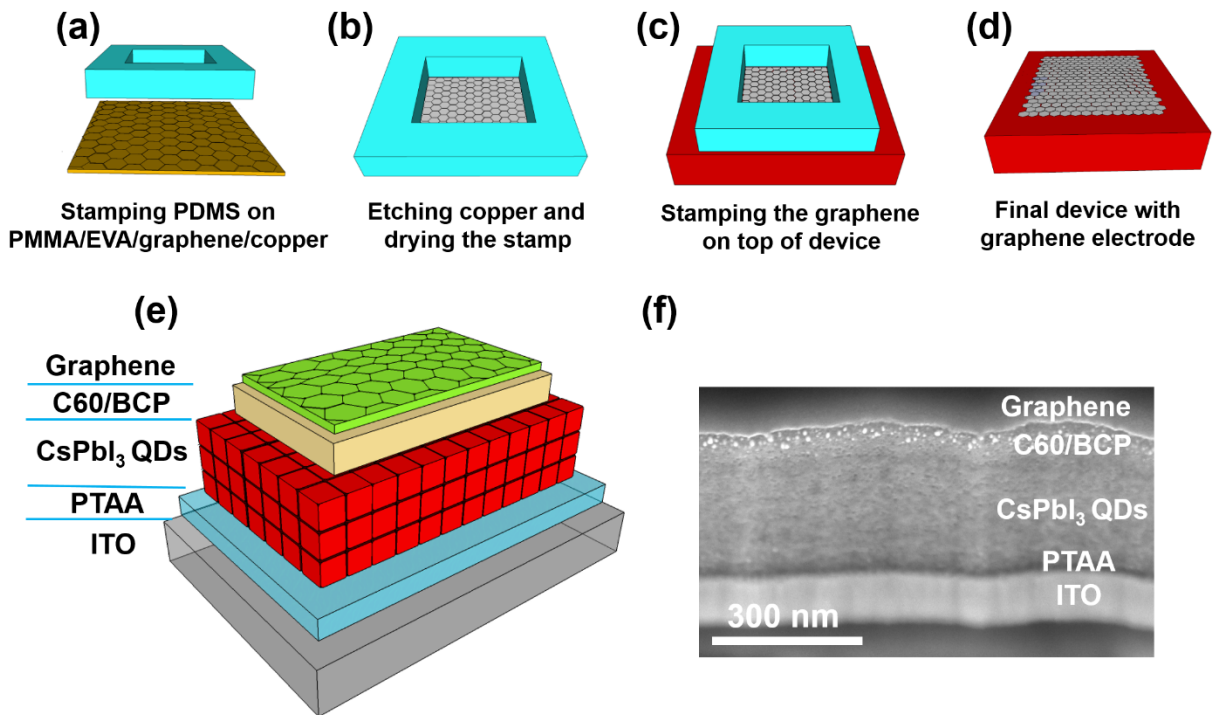 (a)
(b)
(c)
(d)
Stamping PDMS on
PMMA/EVA/graphene/copper
Etching copper and
drying the stamp
Stamping the graphene
on top of device
Final device with
graphene electrode
(e)
Graphene
C60/BCP
CsPbI₃ QDs
PTAA
ITO
(f)
Graphene
C60/BCP
CsPbI₃ QDs
PTAA
ITO
300 nm